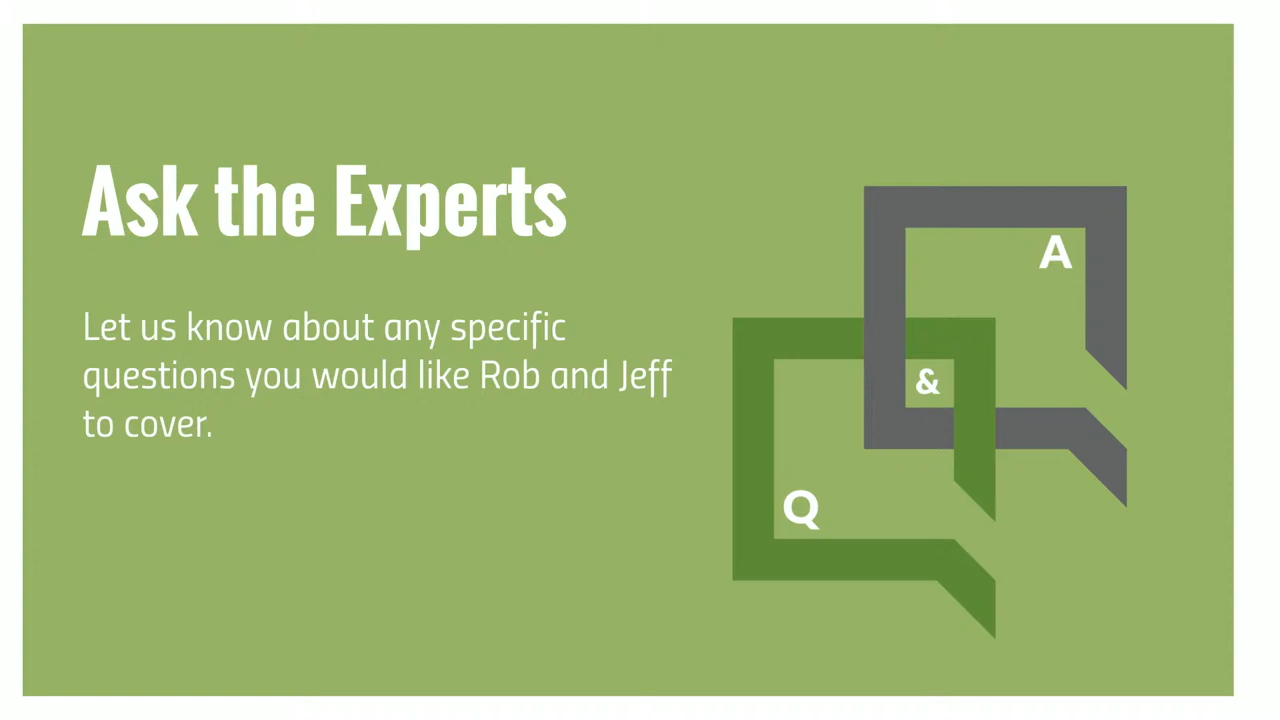 Ask the Experts
Let us know about any specific
questions you would like Rob and Jeff
to cover.
A
&
Q